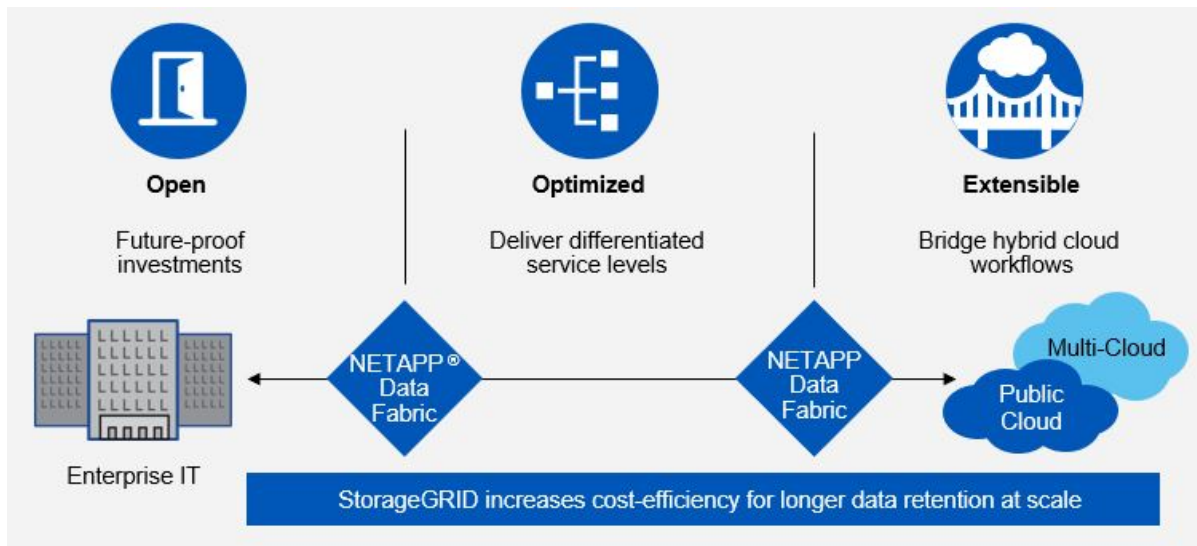 Open
Future-proof
investments
Optimized
Deliver differentiated
service levels
Extensible
Bridge hybrid cloud
workflows
Enterprise IT
NETAPP®
Data
Fabric
NETAPP
Data
Fabric
Multi-Cloud
Public
Cloud
StorageGRID increases cost-efficiency for longer data retention at scale